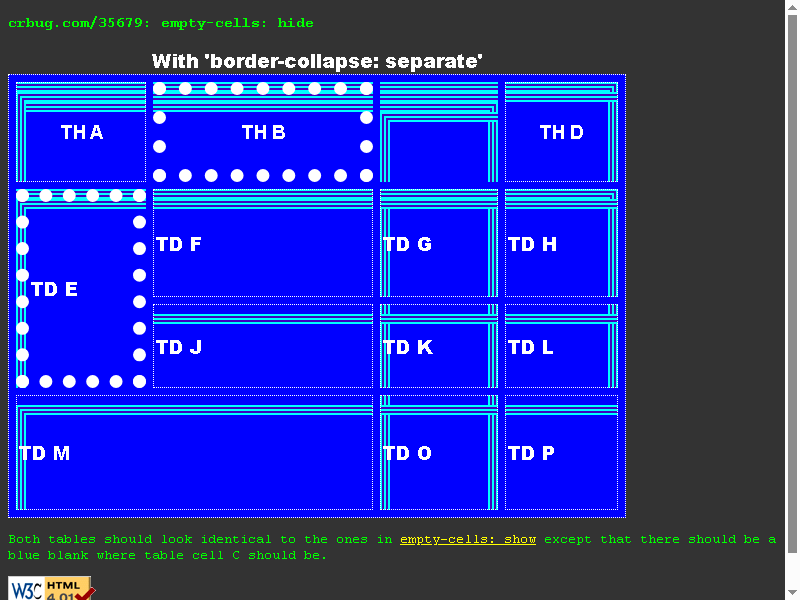 crbug.com/35679: empty-cells: hide
With 'border-collapse: separate'
TH A TH B TH D
TD F TD G TD H
TD E
TD J TD K TD L
TD M TD O TD P
Both tables should look identical to the ones in empty-cells: show except that there should be a
blue blank where table cell C should be.
W3C HTML
4.01